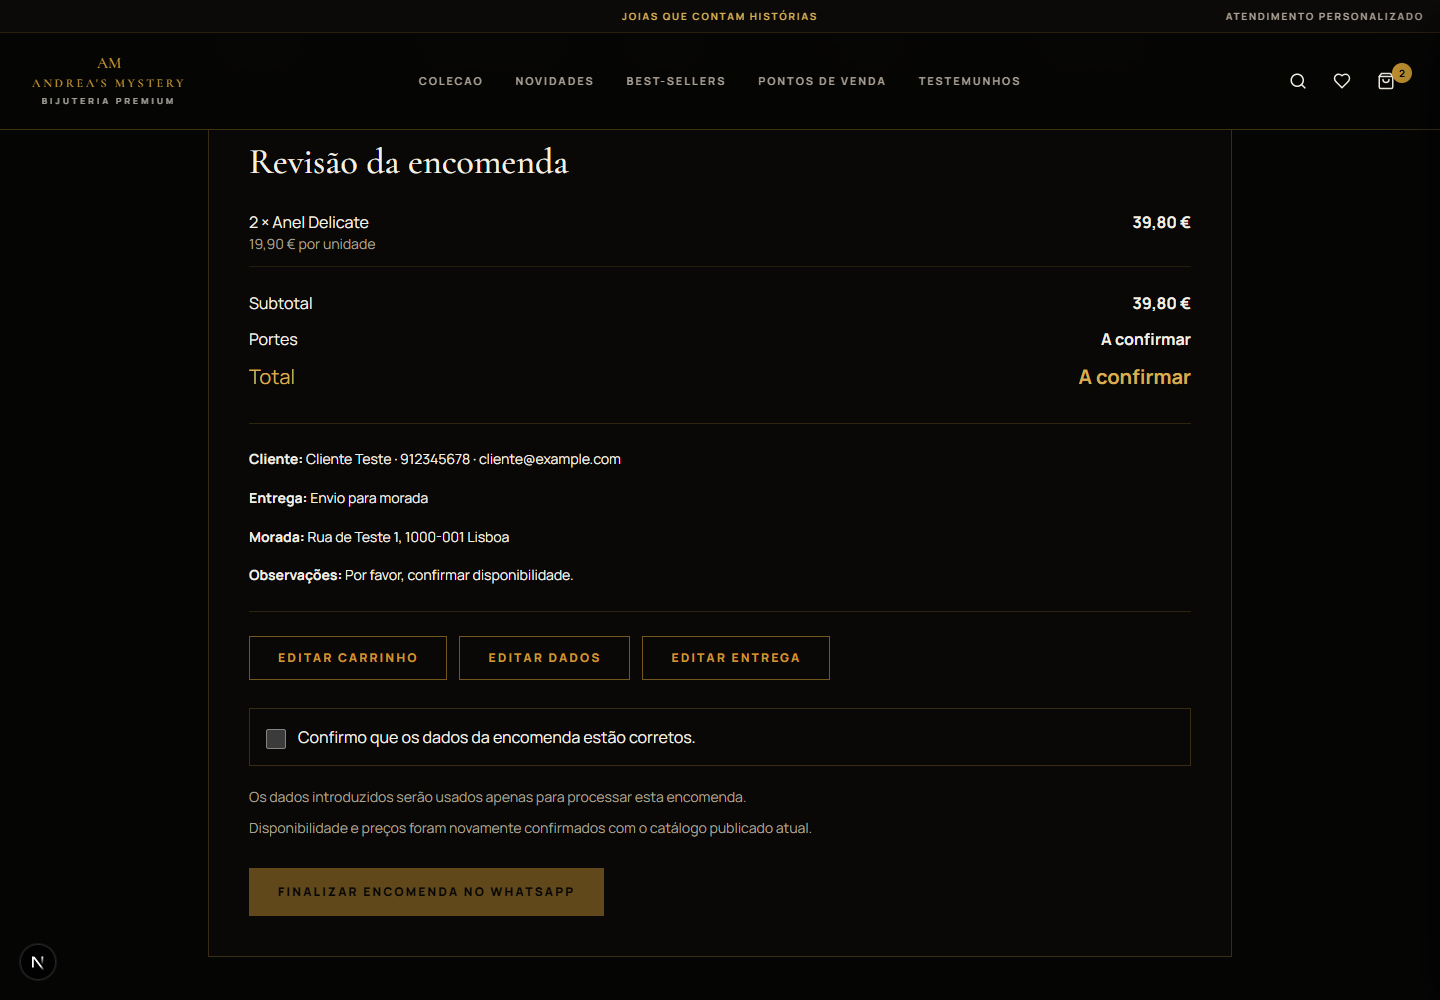 JOIAS QUE CONTAM HISTÓRIAS
ATENDIMENTO PERSONALIZADO
AM
ANDREA'S MYSTERY
BIJUTERIA PREMIUM
COLECAO NOVIDADES BEST-SELLERS PONTOS DE VENDA TESTEMUNHOS
2
Revisão da encomenda
2 × Anel Delicate 39,80 €
19,90 € por unidade
Subtotal 39,80 €
Portes A confirmar
Total A confirmar
Cliente: Cliente Teste · 912345678 · cliente@example.com
Entrega: Envio para morada
Morada: Rua de Teste 1, 1000-001 Lisboa
Observações: Por favor, confirmar disponibilidade.
EDITAR CARRINHO EDITAR DADOS EDITAR ENTREGA
Confirmo que os dados da encomenda estão corretos.
Os dados introduzidos serão usados apenas para processar esta encomenda.
Disponibilidade e preços foram novamente confirmados com o catálogo publicado atual.
FINALIZAR ENCOMENDA NO WHATSAPP
N